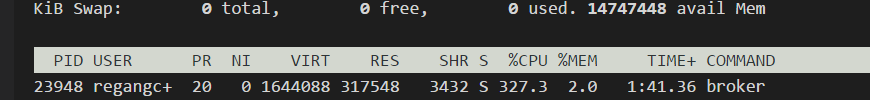 KiB Swap:        0 total,        0 free,        0 used. 14747448 avail Mem
PID USER      PR  NI    VIRT    RES    SHR S  %CPU %MEM     TIME+ COMMAND
23948 regangc+  20   0 1644088 317548   3432 S 327.3  2.0   1:41.36 broker